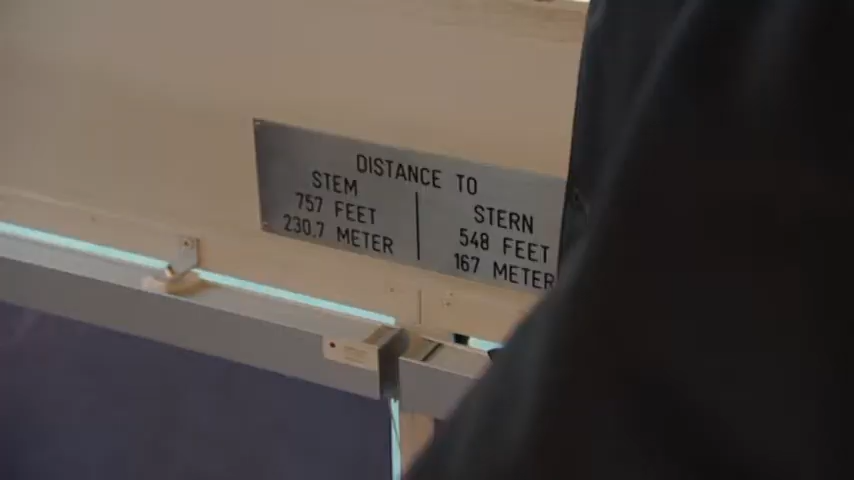 DISTANCE TO
STEM
757 FEET
230,7 METER
STERN
548 FEET
167 METER